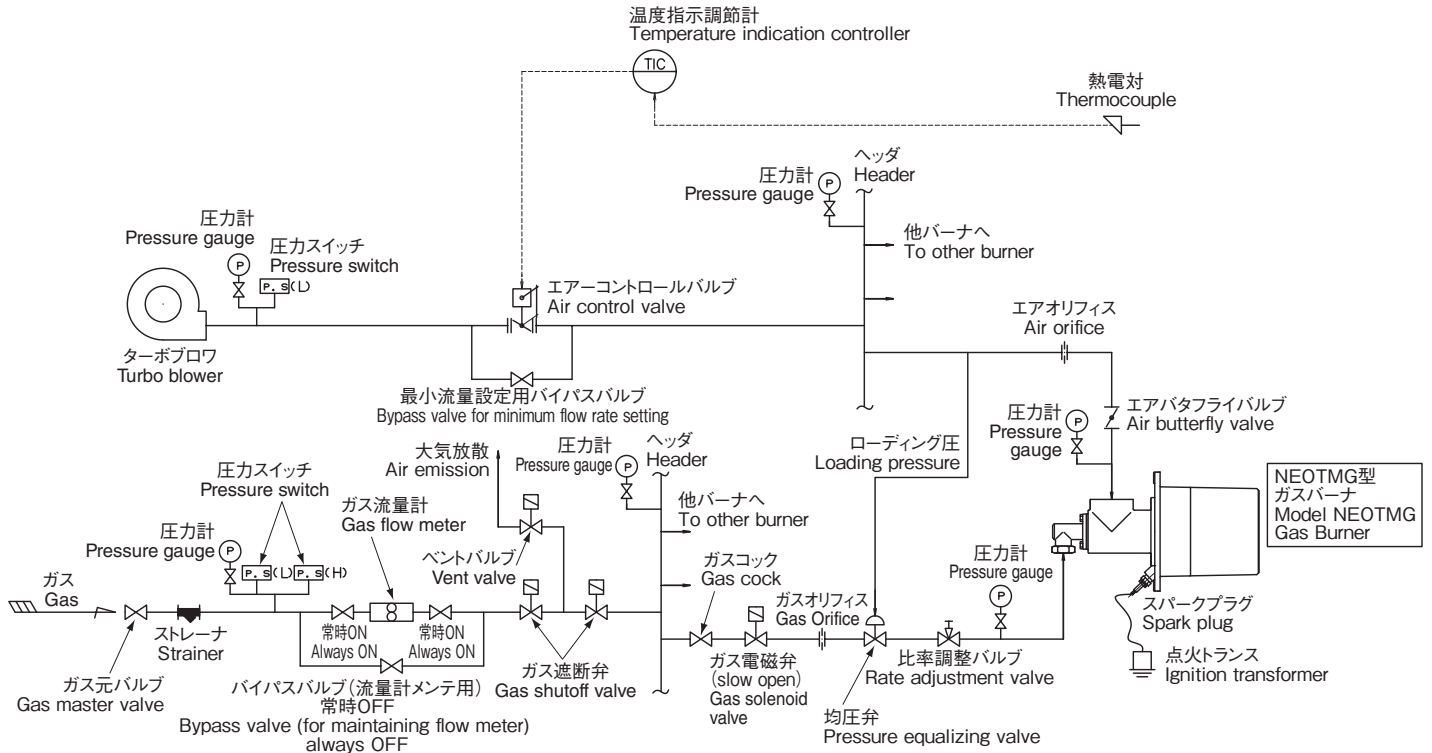 温度指示調節計
Temperature indication controller
TIC
熱電対
Thermocouple
ヘッダ
Header
圧力計
Pressure gauge
P
他バーナへ
To other burner
圧力計
Pressure gauge
P
圧力スイッチ
Pressure switch
P.S(L)
エアーコントロールバルブ
Air control valve
エアオリフィス
Air orifice
ターボブロワ
Turbo blower
最小流量設定用バイパスバルブ
Bypass valve for minimum flow rate setting
圧力計
Pressure
gauge
P
エアバタフライバルブ
Air butterfly valve
ローディング圧
Loading pressure
大気放散
Air emission
圧力計
Pressure gauge
P
ヘッダ
Header
他バーナへ
To other burner
圧力スイッチ
Pressure switch
圧力計
Pressure gauge
P
P.S(L)
P.S(H)
ガス流量計
Gas flow meter
ベントバルブ
Vent valve
NEOTMG型
ガスバーナ
Model NEOTMG
Gas Burner
ガス
Gas
ガスコック
Gas cock
圧力計
Pressure gauge
P
ガスオリフィス
Gas Orifice
スパークプラグ
Spark plug
ストレーナ
Strainer
常時ON
Always ON
常時ON
Always ON
ガス遮断弁
Gas shutoff valve
ガス電磁弁
(slow open)
Gas solenoid
valve
比率調整バルブ
Rate adjustment valve
点火トランス
Ignition transformer
ガス元バルブ
Gas master valve
バイパスバルブ(流量計メンテ用)
常時OFF
Bypass valve (for maintaining flow meter)
always OFF
均圧弁
Pressure equalizing valve